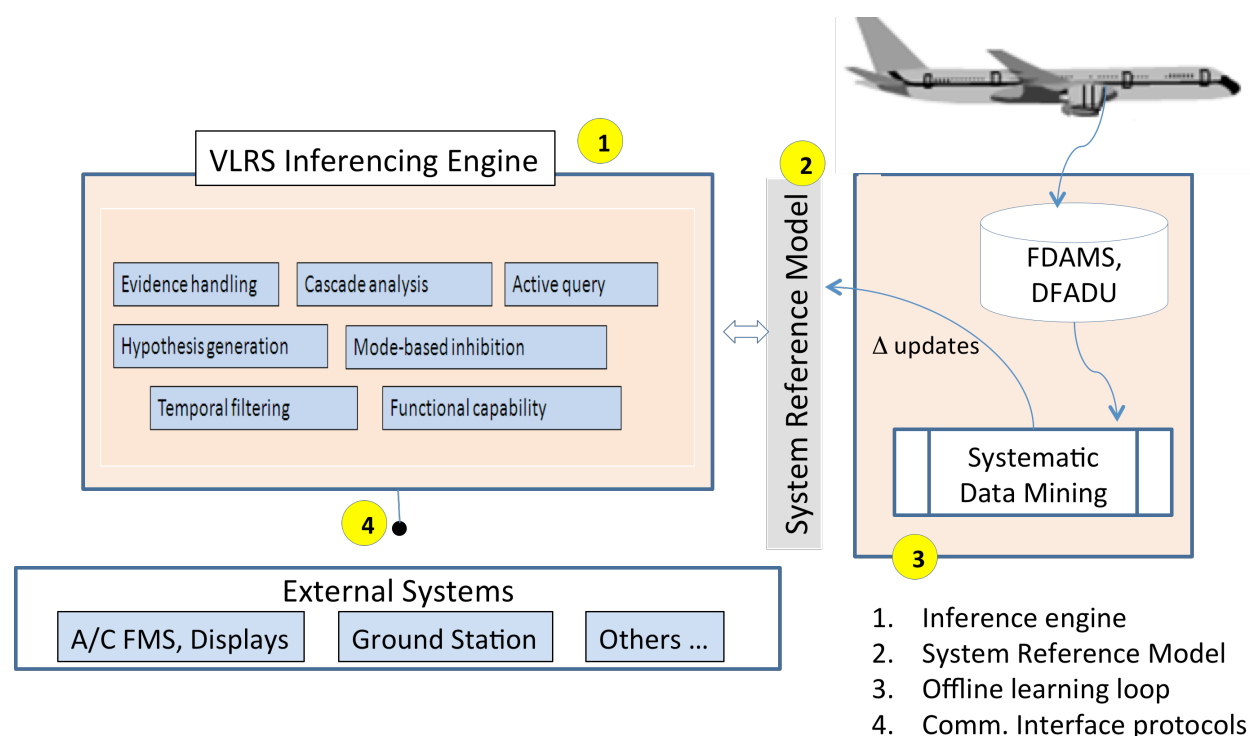 VLRS Inferencing Engine
1
Evidence handling
Cascade analysis
Active query
Hypothesis generation
Mode-based inhibition
Temporal filtering
Functional capability
2
System Reference Model
FDAMS,
DFADU
Δ updates
Systematic
Data Mining
3
4
External Systems
A/C FMS, Displays
Ground Station
Others ...
1. Inference engine
2. System Reference Model
3. Offline learning loop
4. Comm. Interface protocols